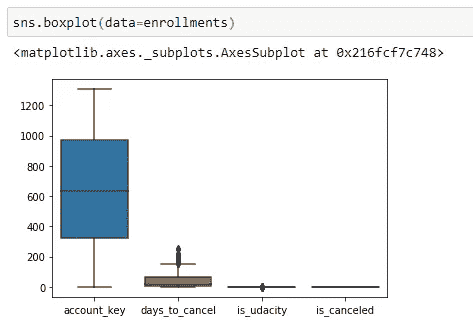 sns.boxplot(data=enrollments)
<matplotlib.axes._subplots.AxesSubplot at 0x216fcf7c748>
1200
1000
800
600
400
200
0
account_key days_to_cancel is_udacity is_canceled